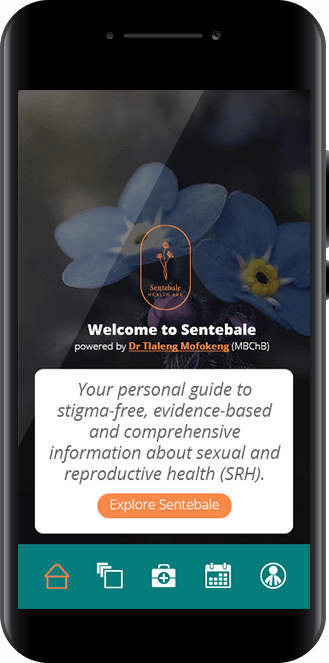 Sentebale
HEALTH APP
Welcome to Sentebale
powered by Dr Tlaleng Mofokeng (MBChB)
Your personal guide to
stigma-free, evidence-based
and comprehensive
information about sexual and
reproductive health (SRH).
Explore Sentebale